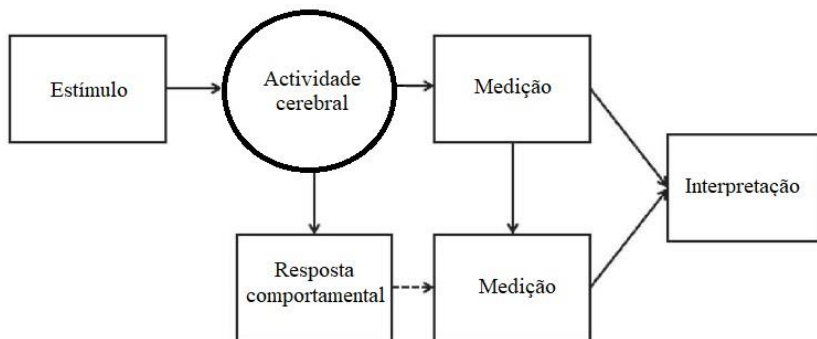 Estímulo
Actividade
cerebral
Medição
Interpretação
Resposta
comportamental
Medição